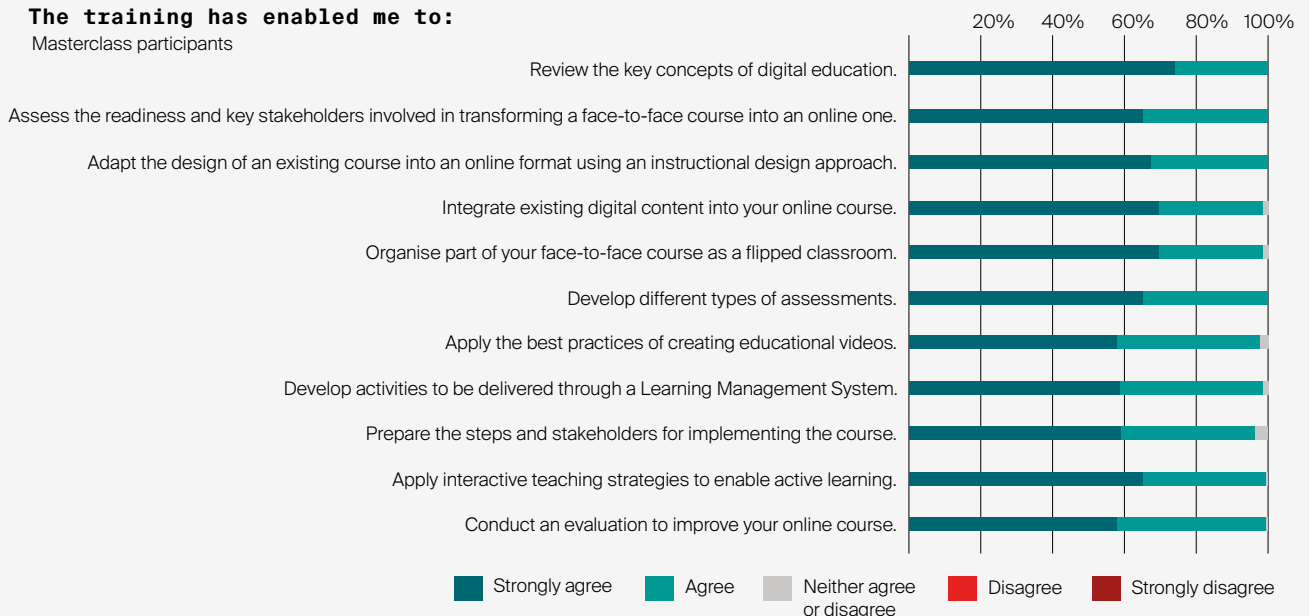 The training has enabled me to:
Masterclass participants
20% 40% 60% 80% 100%
Review the key concepts of digital education.
Assess the readiness and key stakeholders involved in transforming a face-to-face course into an online one.
Adapt the design of an existing course into an online format using an instructional design approach.
Integrate existing digital content into your online course.
Organise part of your face-to-face course as a flipped classroom.
Develop different types of assessments.
Apply the best practices of creating educational videos.
Develop activities to be delivered through a Learning Management System.
Prepare the steps and stakeholders for implementing the course.
Apply interactive teaching strategies to enable active learning.
Conduct an evaluation to improve your online course.
Strongly agree
Agree
Neither agree
or disagree
Disagree
Strongly disagree